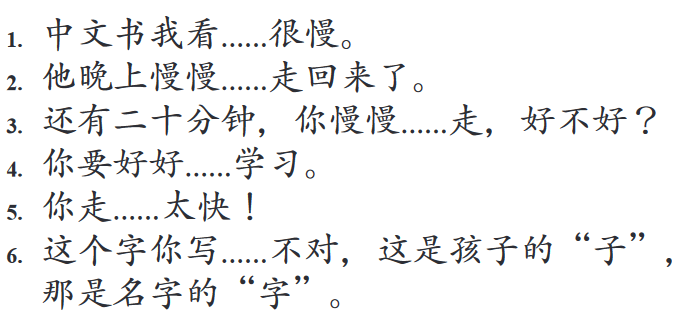 1. 中文书我看......很慢。
2. 他晚上慢慢......走回来了。
3. 还有二十分钟，你慢慢......走，好不好？
4. 你要好好......学习。
5. 你走......太快！
6. 这个字你写......不对，这是孩子的“子”，
那是名字的“字”。